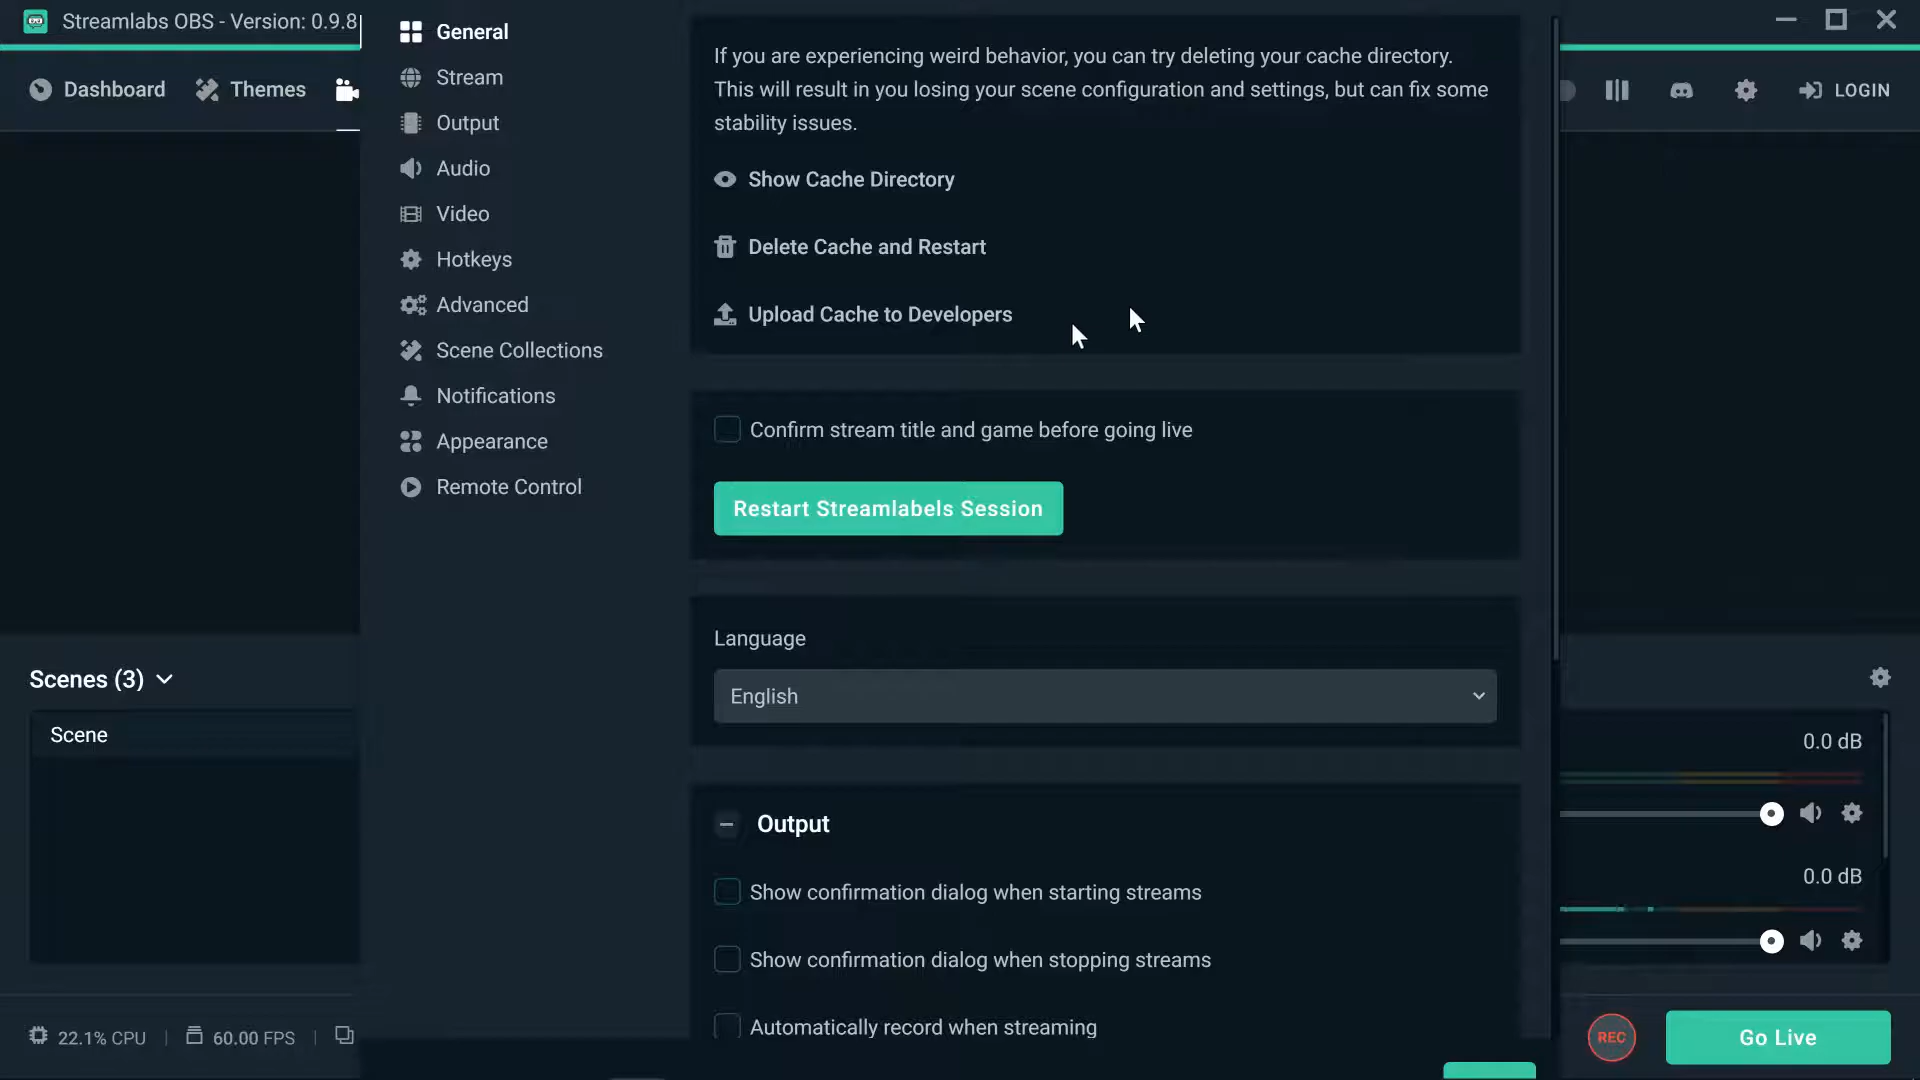 Streamlabs OBS - Version: 0.9.8
Dashboard
Themes
LOGIN
General
Stream
Output
Audio
Video
Hotkeys
Advanced
Scene Collections
Notifications
Appearance
Remote Control
If you are experiencing weird behavior, you can try deleting your cache directory.
This will result in you losing your scene configuration and settings, but can fix some
stability issues.
Show Cache Directory
Delete Cache and Restart
Upload Cache to Developers
Confirm stream title and game before going live
Restart Streamlabels Session
Language
English
Output
Show confirmation dialog when starting streams
Show confirmation dialog when stopping streams
Automatically record when streaming
Scenes (3)
Scene
0.0 dB
0.0 dB
22.1% CPU
60.00 FPS
REC
Go Live